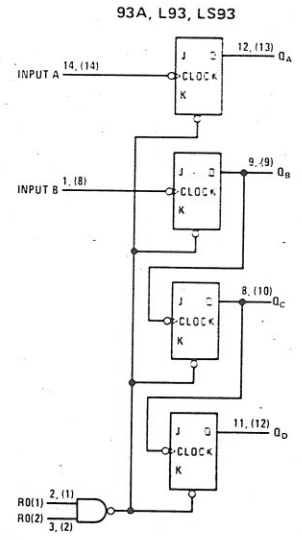 93A, L93, LS93
12, (13)
J Q QA
INPUT A 14, (14) CLOCK
K
9, (9)
J Q QB
INPUT B 1, (8) CLOCK
K
8, (10)
J Q QC
CLOCK
K
11, (12)
J Q QD
CLOCK
K
R0(1) 2, (1)
R0(2) 3, (2)